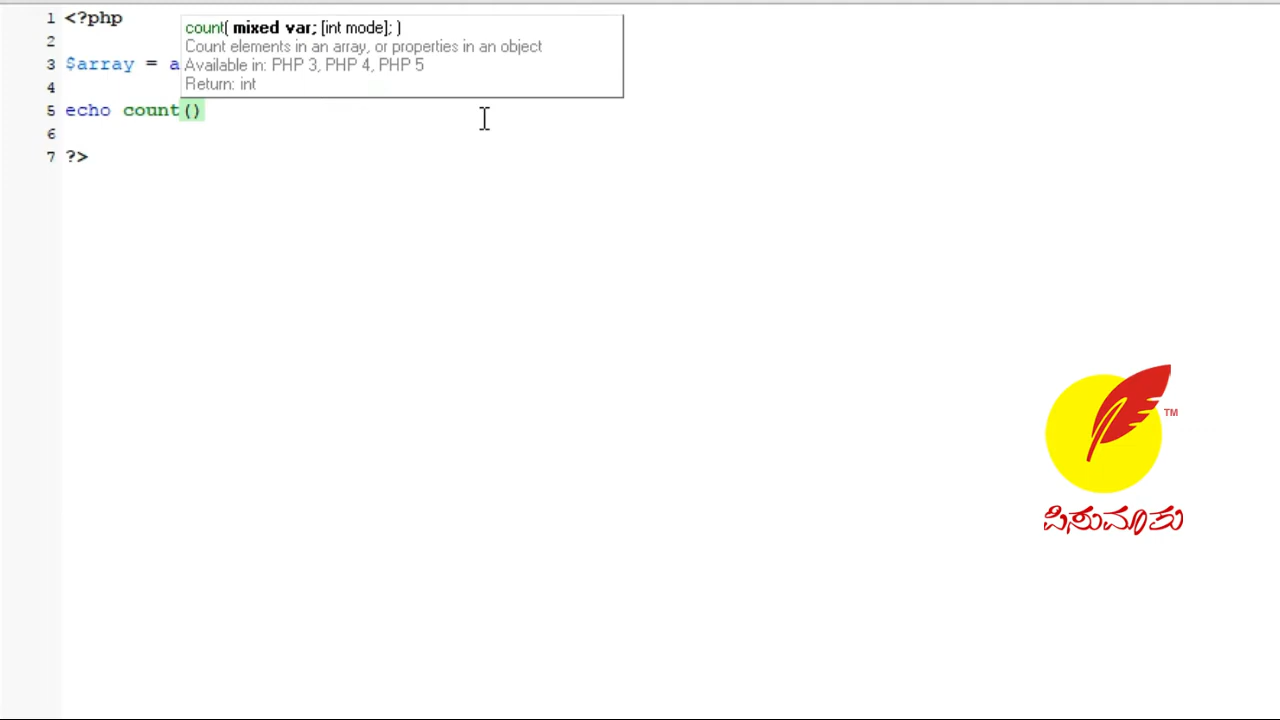 1 <?php
count( mixed var; [int mode]; )
2
Count elements in an array, or properties in an object
3 $array = a
Available in: PHP 3, PHP 4, PHP 5
4
Return: int
5 echo count()
6
7 ?>
TM
ಪಿಸುಮಾತು